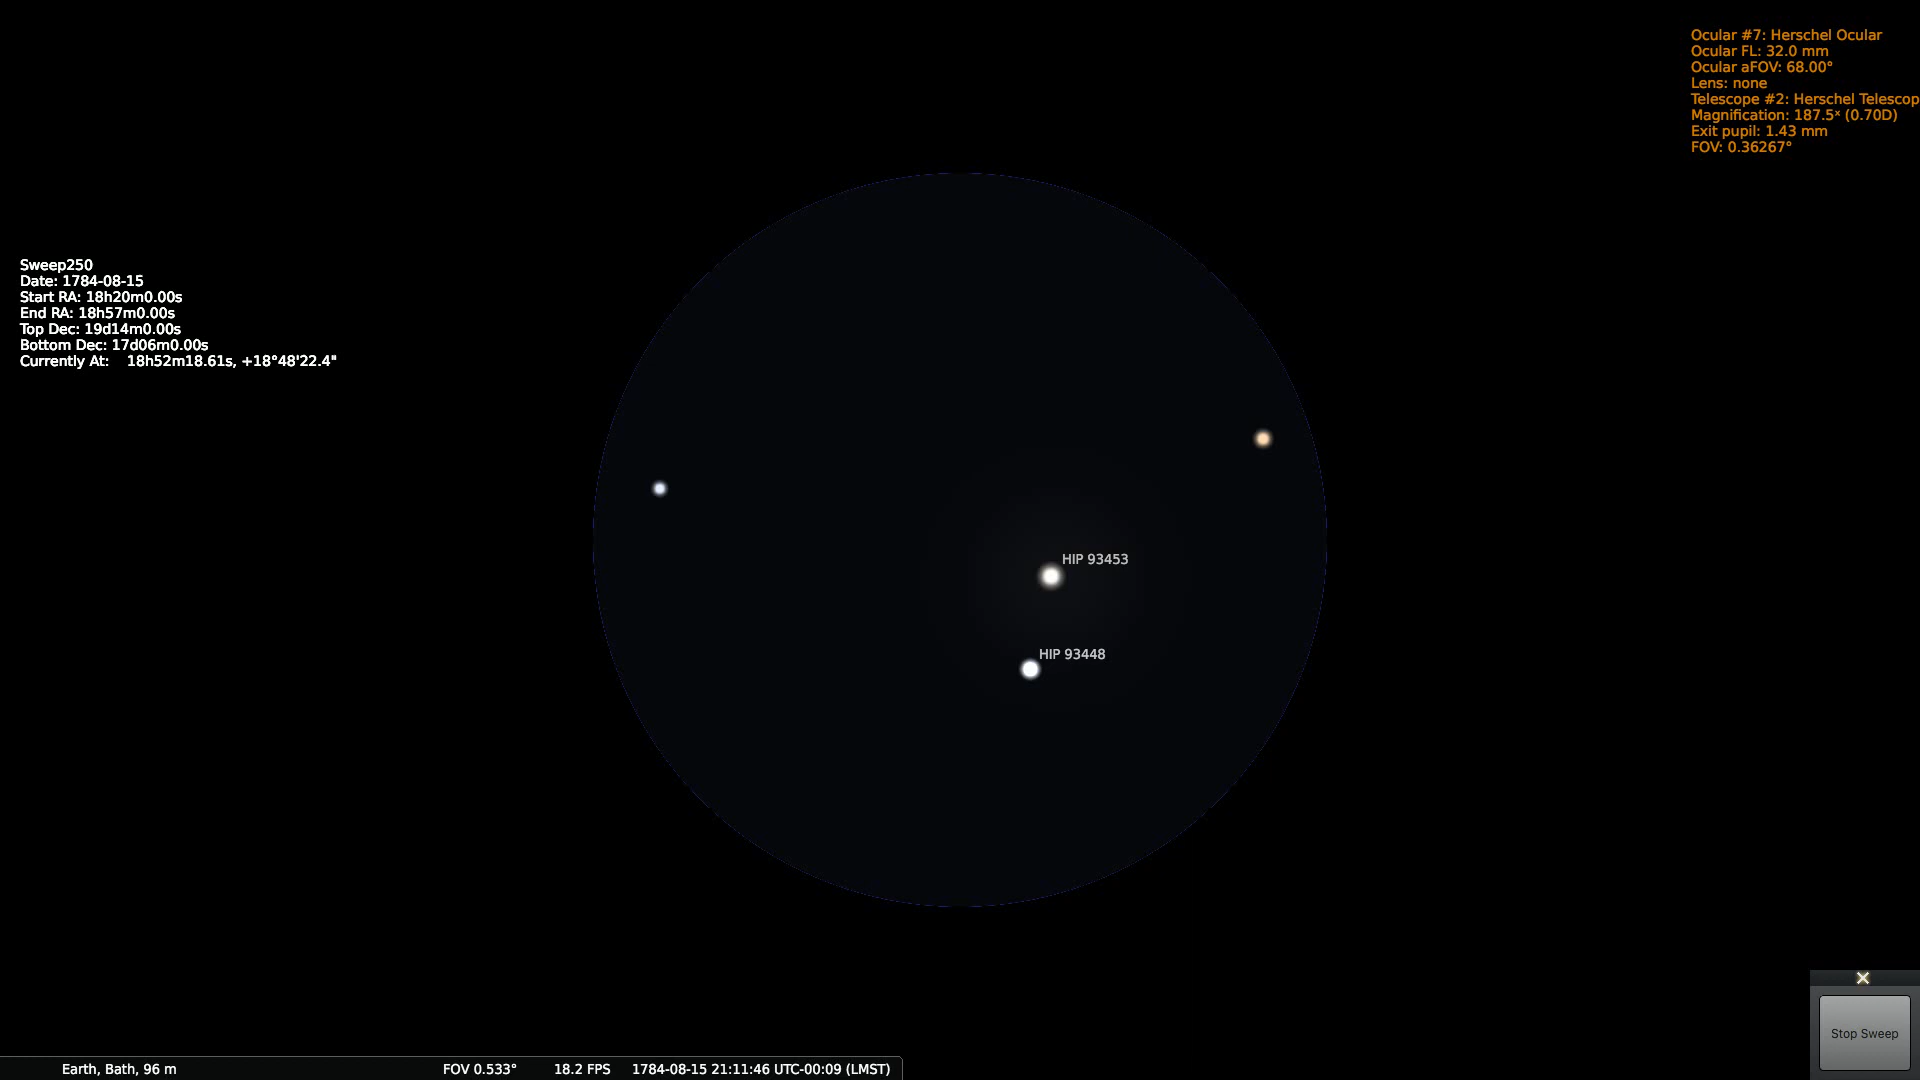 Ocular #7: Herschel Ocular
Ocular FL: 32.0 mm
Ocular aFOV: 68.00°
Lens: none
Telescope #2: Herschel Telescop
Magnification: 187.5ˣ (0.70D)
Exit pupil: 1.43 mm
FOV: 0.36267°
Sweep250
Date: 1784-08-15
Start RA: 18h20m0.00s
End RA: 18h57m0.00s
Top Dec: 19d14m0.00s
Bottom Dec: 17d06m0.00s
Currently At: 18h52m18.61s, +18°48'22.4"
HIP 93453
HIP 93448
Stop Sweep
Earth, Bath, 96 m FOV 0.533° 18.2 FPS 1784-08-15 21:11:46 UTC-00:09 (LMST)